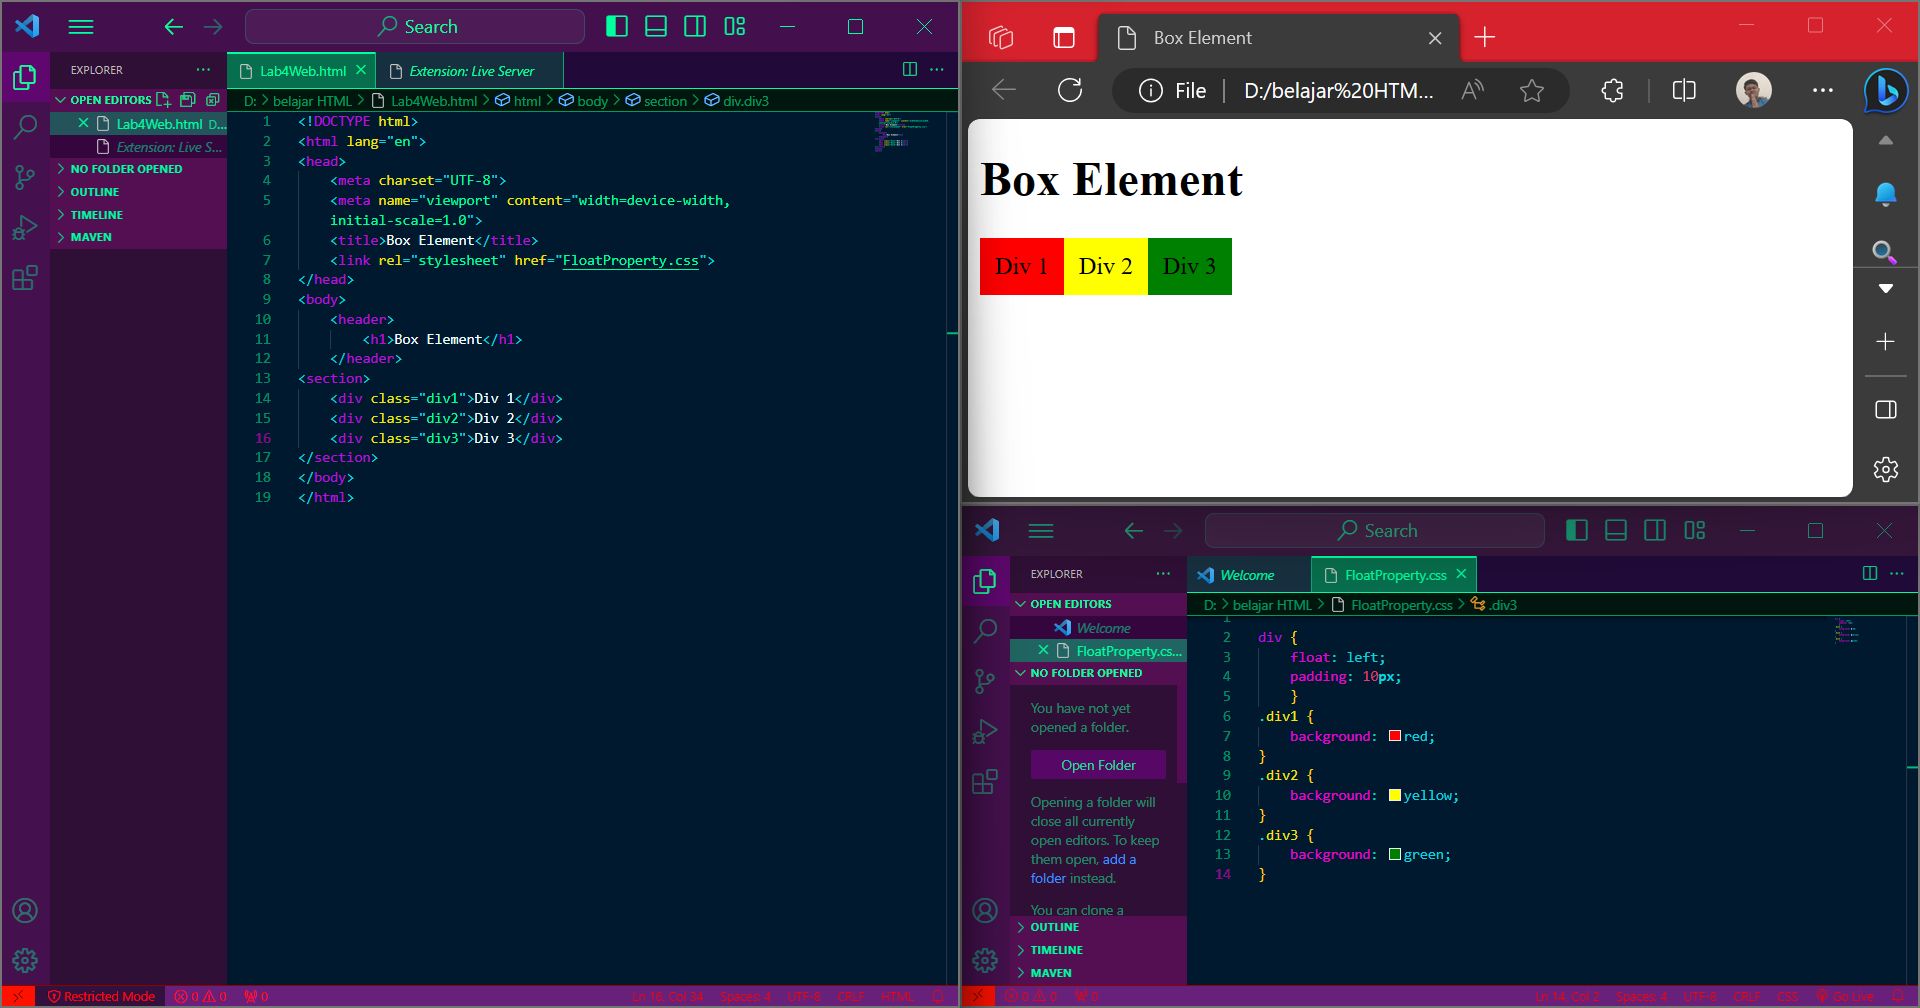 Search
EXPLORER
OPEN EDITORS
Lab4Web.html D...
Extension: Live S...
NO FOLDER OPENED
OUTLINE
TIMELINE
MAVEN
Lab4Web.html
Extension: Live Server
D: > belajar HTML > Lab4Web.html > html > body > section > div.div3
1 <!DOCTYPE html>
2 <html lang="en">
3 <head>
4 <meta charset="UTF-8">
5 <meta name="viewport" content="width=device-width,
initial-scale=1.0">
6 <title>Box Element</title>
7 <link rel="stylesheet" href="FloatProperty.css">
8 </head>
9 <body>
10 <header>
11 <h1>Box Element</h1>
12 </header>
13 <section>
14 <div class="div1">Div 1</div>
15 <div class="div2">Div 2</div>
16 <div class="div3">Div 3</div>
17 </section>
18 </body>
19 </html>
Restricted Mode 0 0 0 Ln 16, Col 34 Spaces: 4 UTF-8 CRLF HTML
Box Element
File D:/belajar%20HTM...
Box Element
Div 1 Div 2 Div 3
Search
EXPLORER
OPEN EDITORS
Welcome
FloatProperty.cs...
NO FOLDER OPENED
You have not yet
opened a folder.
Open Folder
Opening a folder will
close all currently
open editors. To keep
them open, add a
folder instead.
You can clone a
OUTLINE
TIMELINE
MAVEN
Welcome
FloatProperty.css
D: > belajar HTML > FloatProperty.css > .div3
1
2 div {
3 float: left;
4 padding: 10px;
5 }
6 .div1 {
7 background: red;
8 }
9 .div2 {
10 background: yellow;
11 }
12 .div3 {
13 background: green;
14 }
0 0 0 Ln 14, Col 2 Spaces: 4 UTF-8 CRLF CSS Go Live